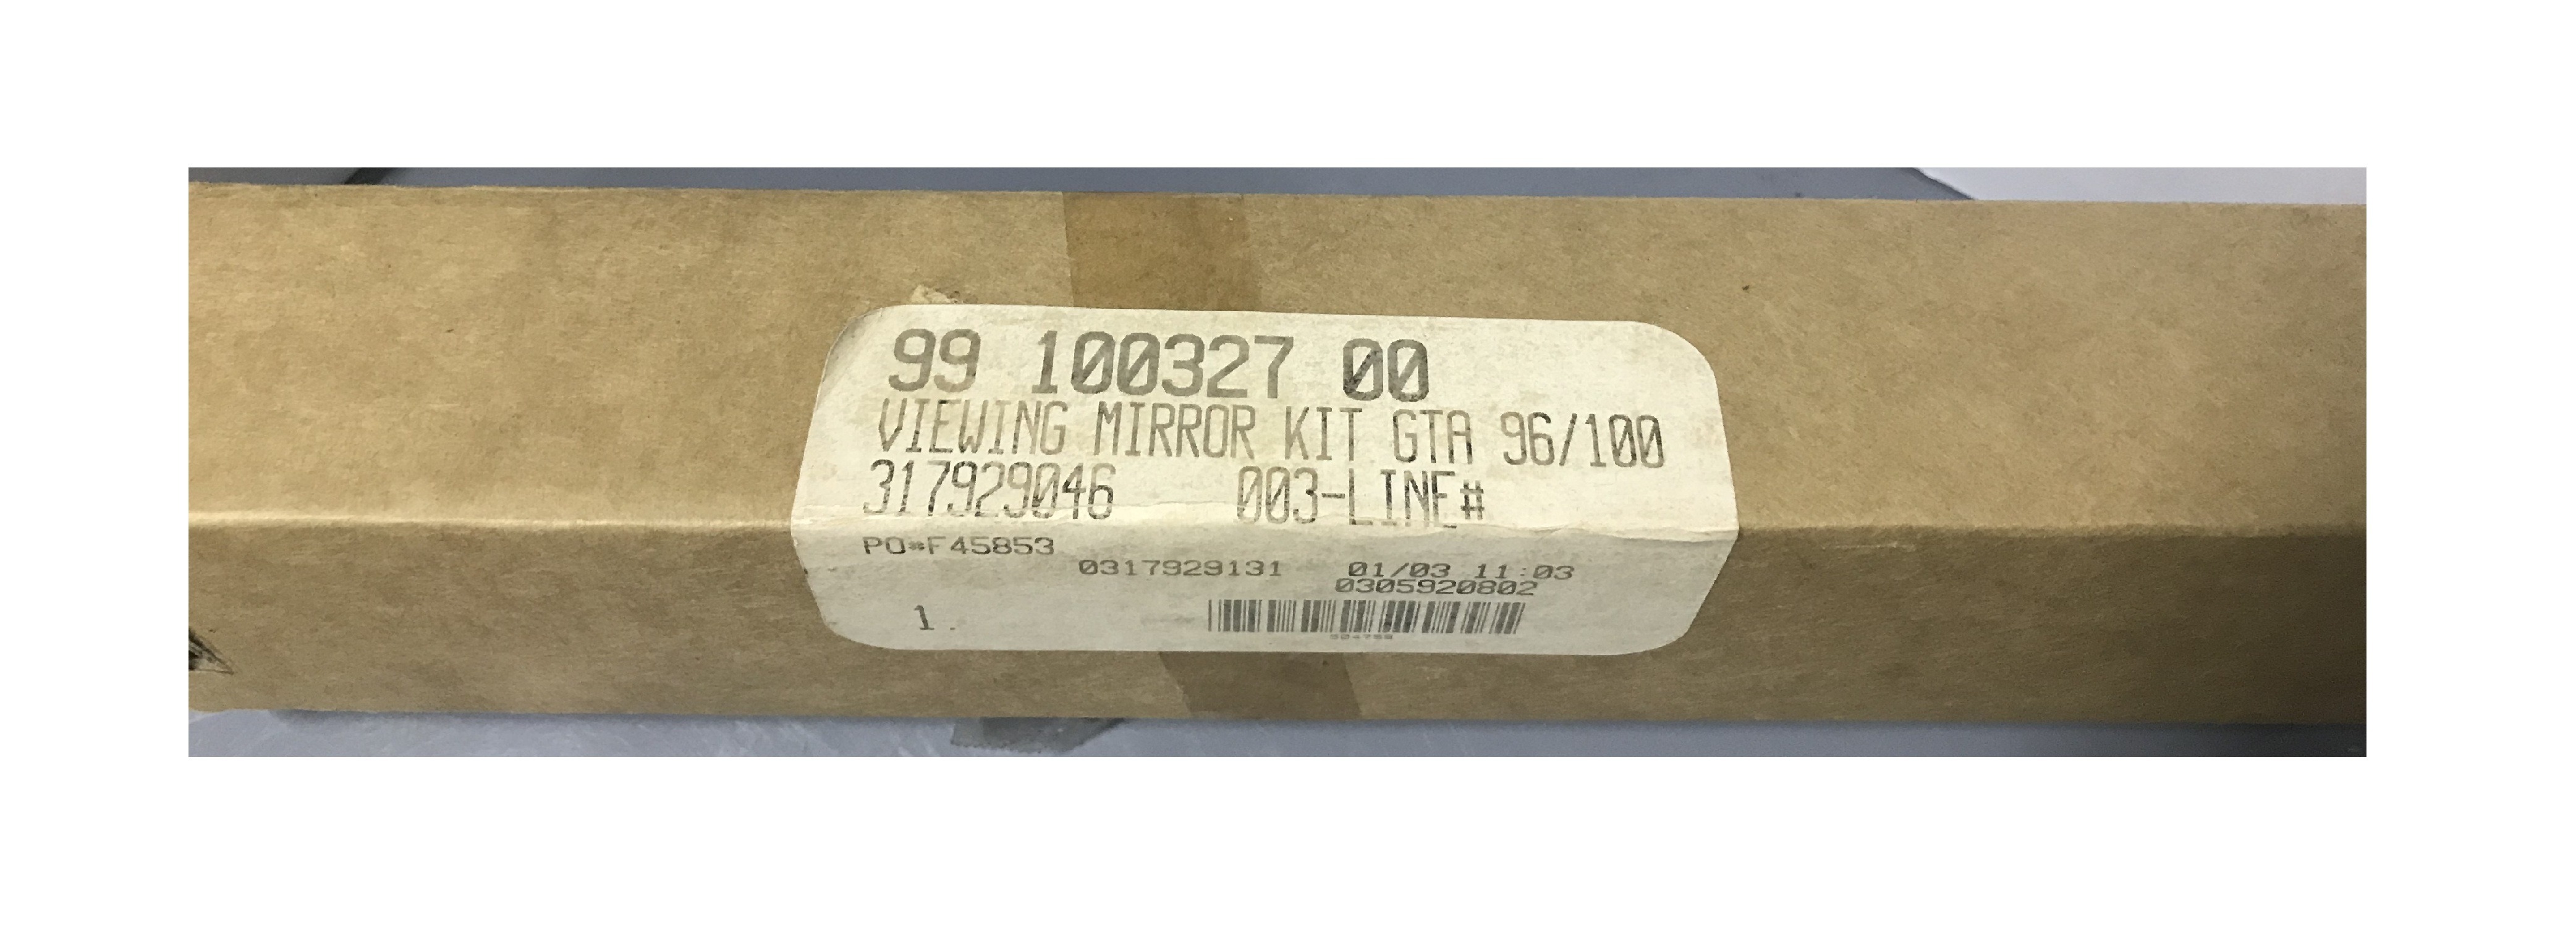 99 100327 00
VIEWING MIRROR KIT GTA 96/100
317929046 003-LINE#
PO#F45853
0317929131 01/03 11:03
0305920802
1.